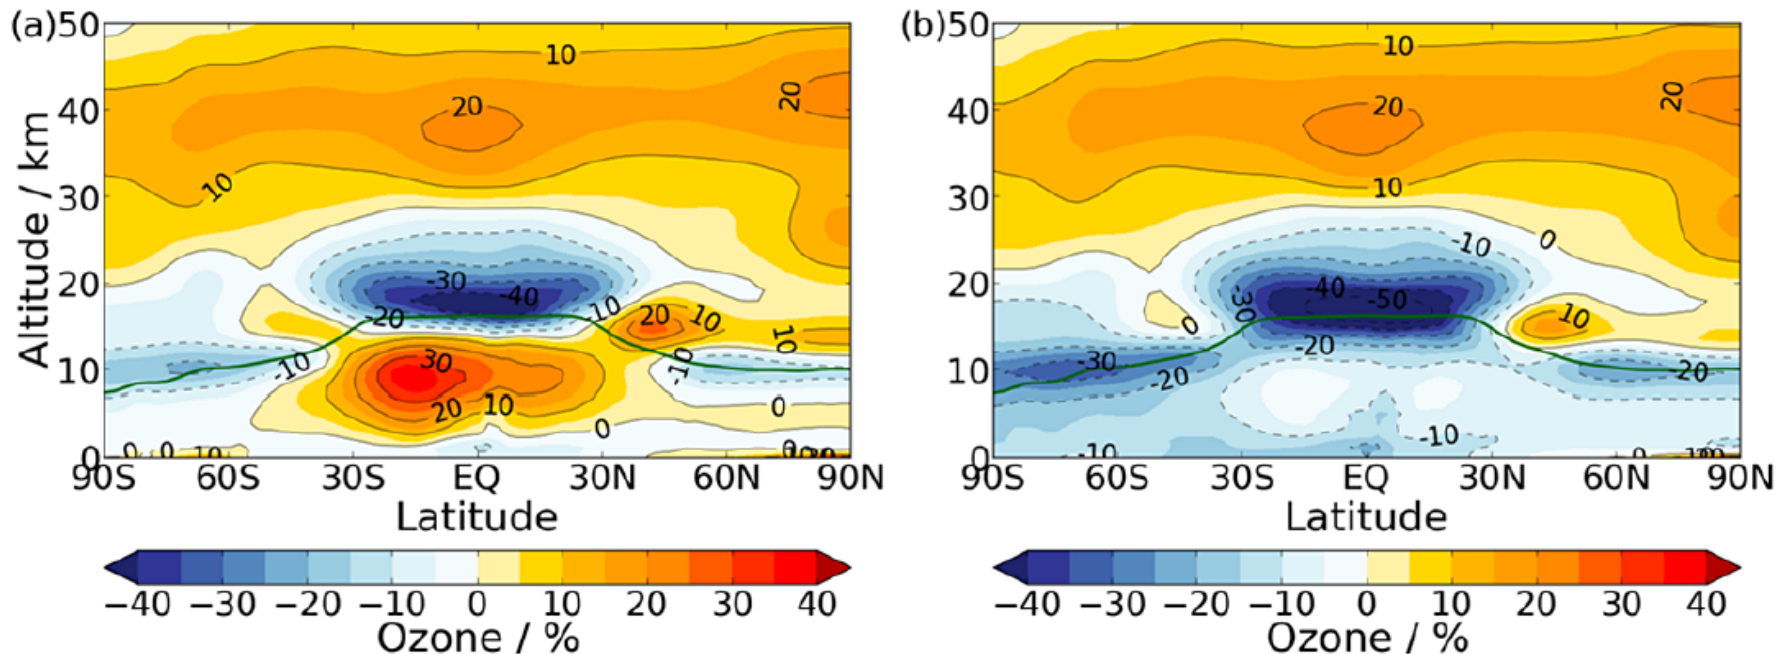 (a) 50 40 30 20 10 0
Altitude / km
10
20
20
10
-30 -40
-20 -10 20 10 10
-10 30 20 10 -10 0
0
0 0 10
90S 60S 30S EQ 30N 60N 90N
Latitude
−40 −30 −20 −10 0 10 20 30 40
Ozone / %
(b) 50 40 30 20 10 0
10
20
20
10
-10 0
-40 -50
-30 0 10
-20
-30 -20 -20
-10
-10 0
90S 60S 30S EQ 30N 60N 90N
Latitude
−40 −30 −20 −10 0 10 20 30 40
Ozone / %